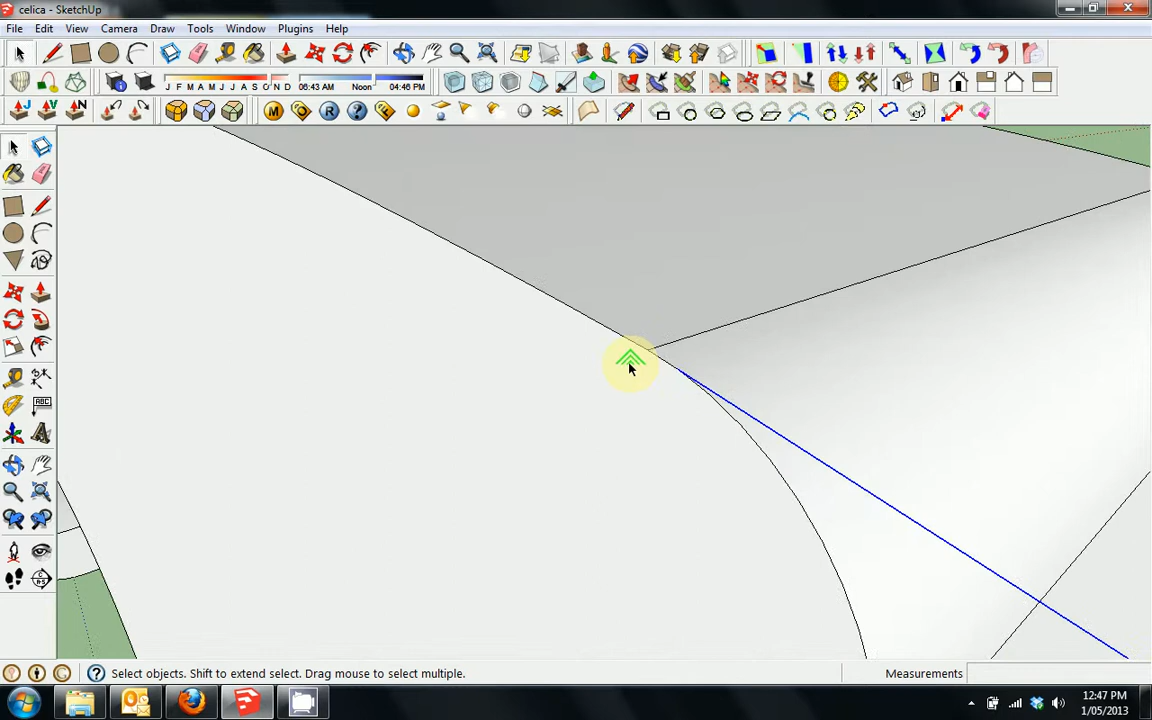 celica - SketchUp
File Edit View Camera Draw Tools Window Plugins Help
J F M A M J J A S O N D 06:43 AM Noon 04:46 PM
Select objects. Shift to extend select. Drag mouse to select multiple.
Measurements
12:47 PM
1/05/2013